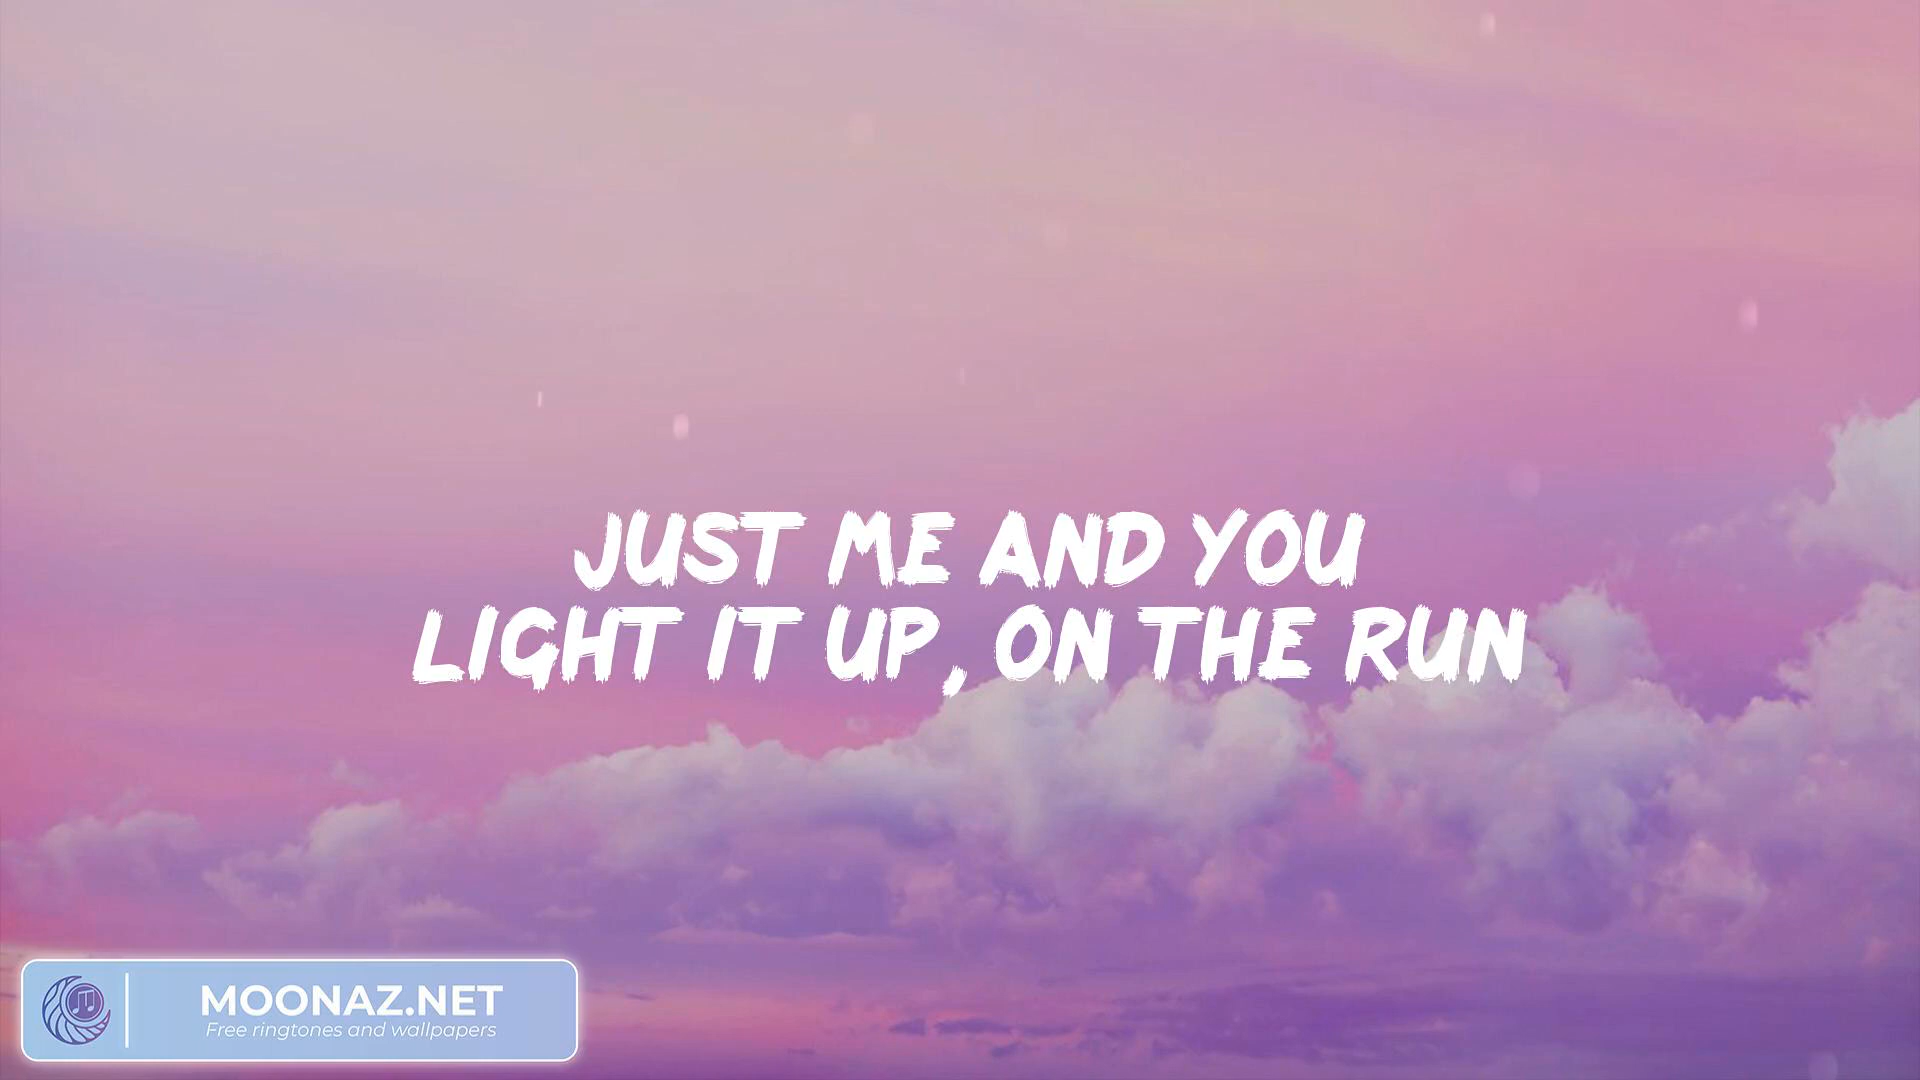 JUST ME AND YOU
LIGHT IT UP, ON THE RUN
MOONAZ.NET
Free ringtones and wallpapers